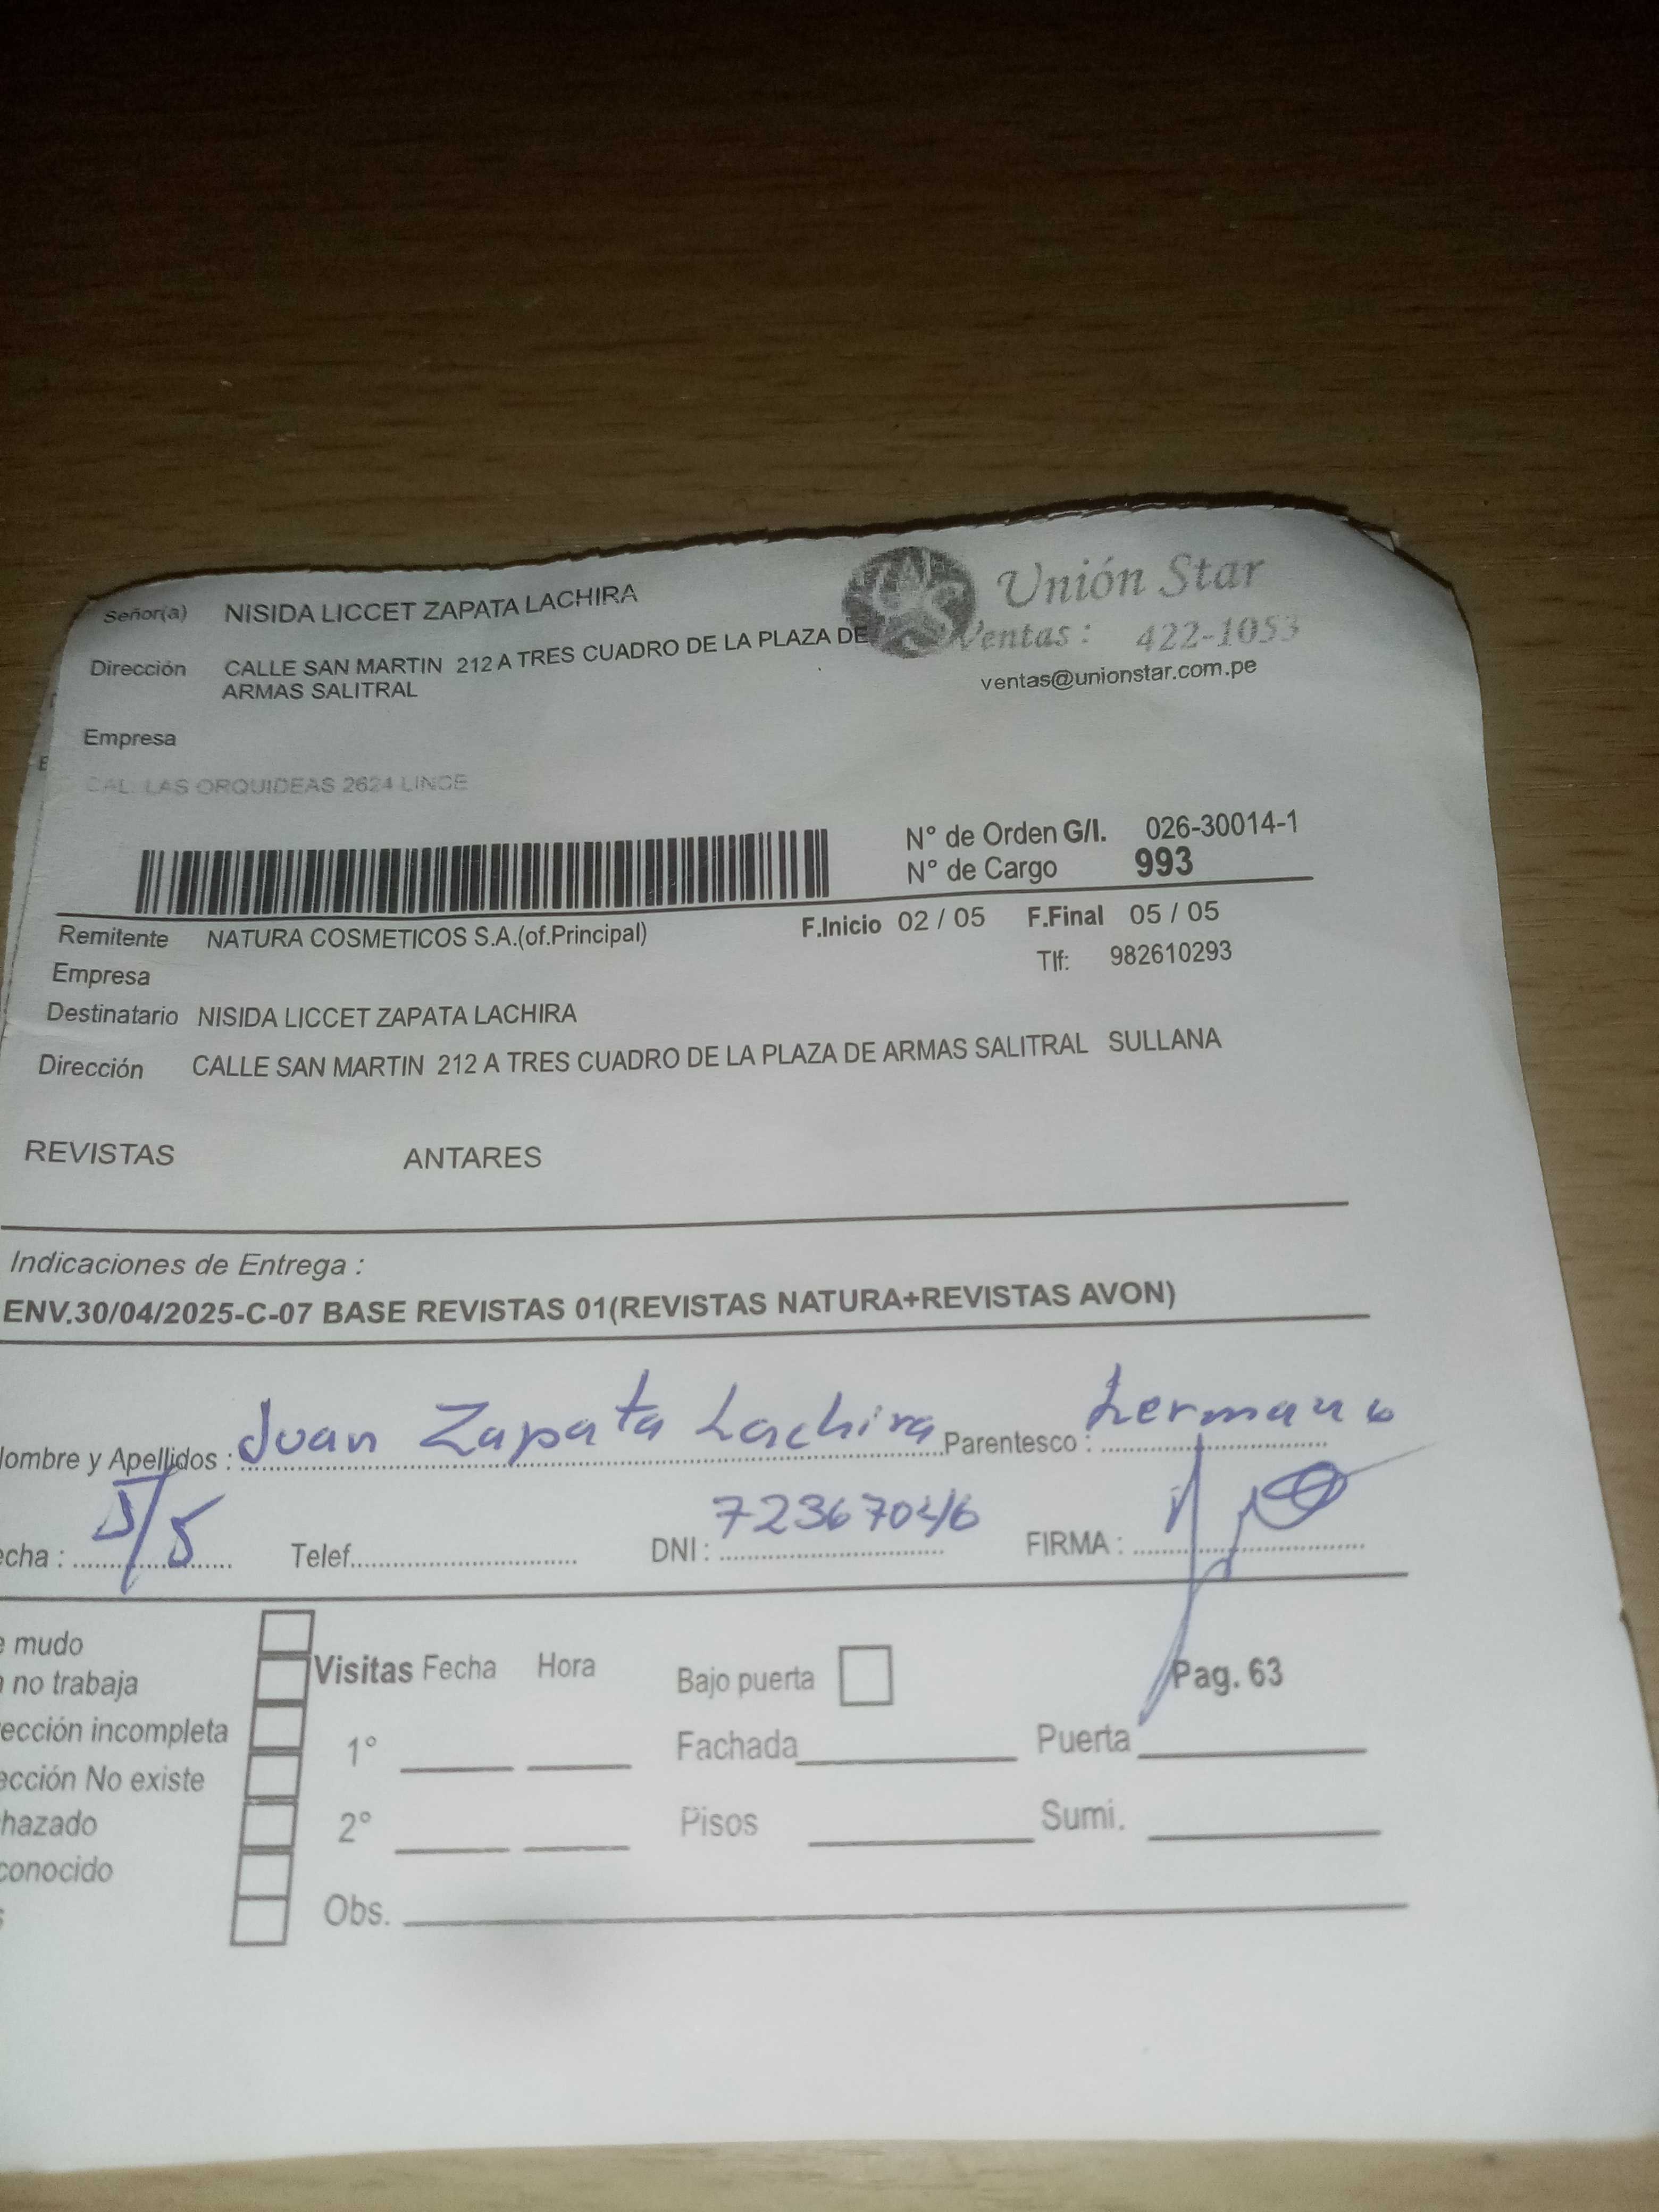 Señor(a) NISIDA LICCET ZAPATA LACHIRA
Unión Star
Dirección CALLE SAN MARTIN 212 A TRES CUADRO DE LA PLAZA DE
ARMAS SALITRAL
Ventas : 422-1053
ventas@unionstar.com.pe
Empresa
CAL. LAS ORQUIDEAS 2624 LINCE
N° de Orden G/I. 026-30014-1
N° de Cargo 993
Remitente NATURA COSMETICOS S.A.(of.Principal) F.Inicio 02 / 05 F.Final 05 / 05
Empresa Tlf: 982610293
Destinatario NISIDA LICCET ZAPATA LACHIRA
Dirección CALLE SAN MARTIN 212 A TRES CUADRO DE LA PLAZA DE ARMAS SALITRAL SULLANA
REVISTAS ANTARES
Indicaciones de Entrega :
ENV.30/04/2025-C-07 BASE REVISTAS 01(REVISTAS NATURA+REVISTAS AVON)
ombre y Apellidos : Juan Zapata Lachira Parentesco : hermano
echa : 5/5 Telef. DNI : FIRMA :
e mudo
no trabaja
ección incompleta
ección No existe
hazado
conocido
Visitas Fecha Hora Bajo puerta Pag. 63
1° Fachada Puerta
2° Pisos Sumi.
Obs.